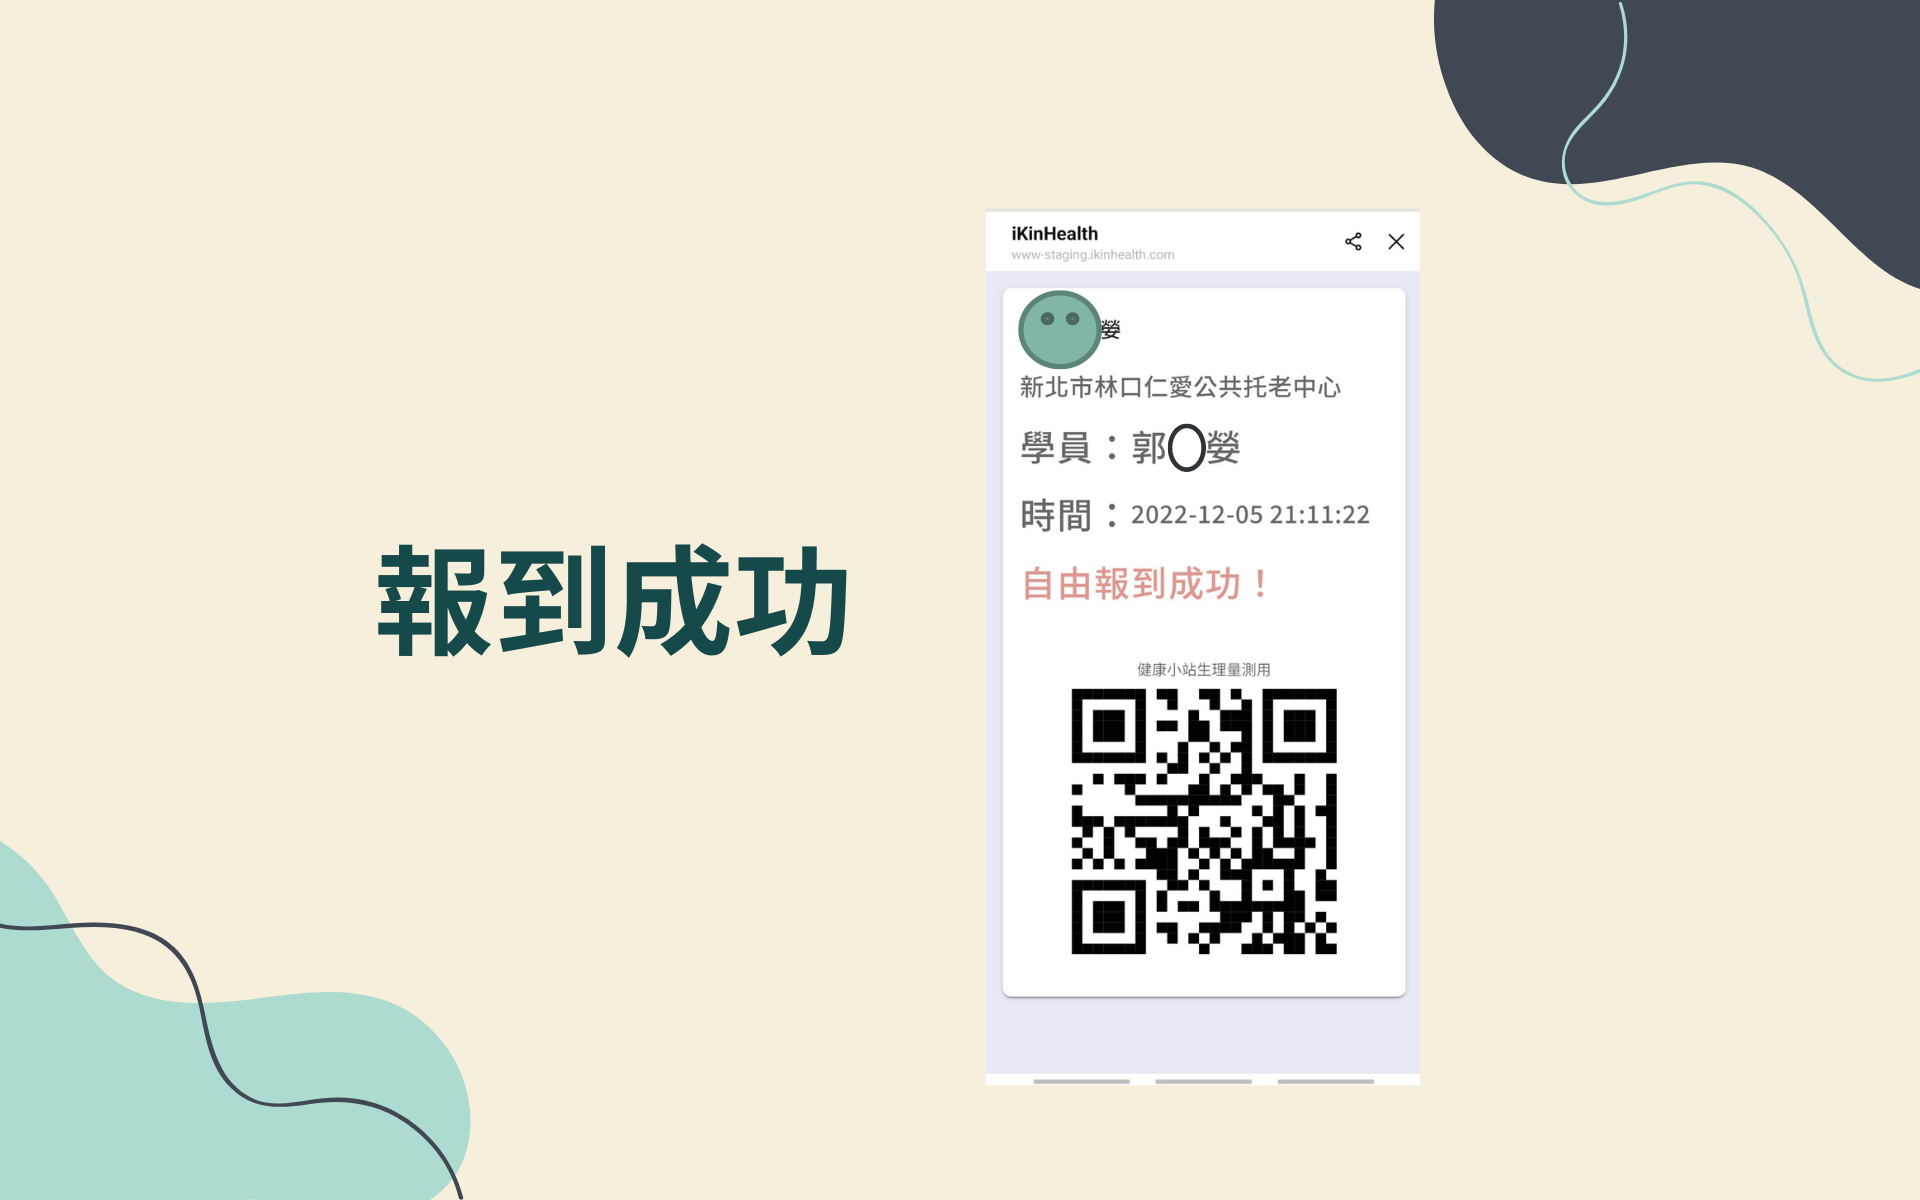 報到成功
iKinHealth
www-staging.ikinhealth.com
嫈
新北市林口仁愛公共托老中心
學員：郭O嫈
時間：2022-12-05 21:11:22
自由報到成功！
健康小站生理量測用